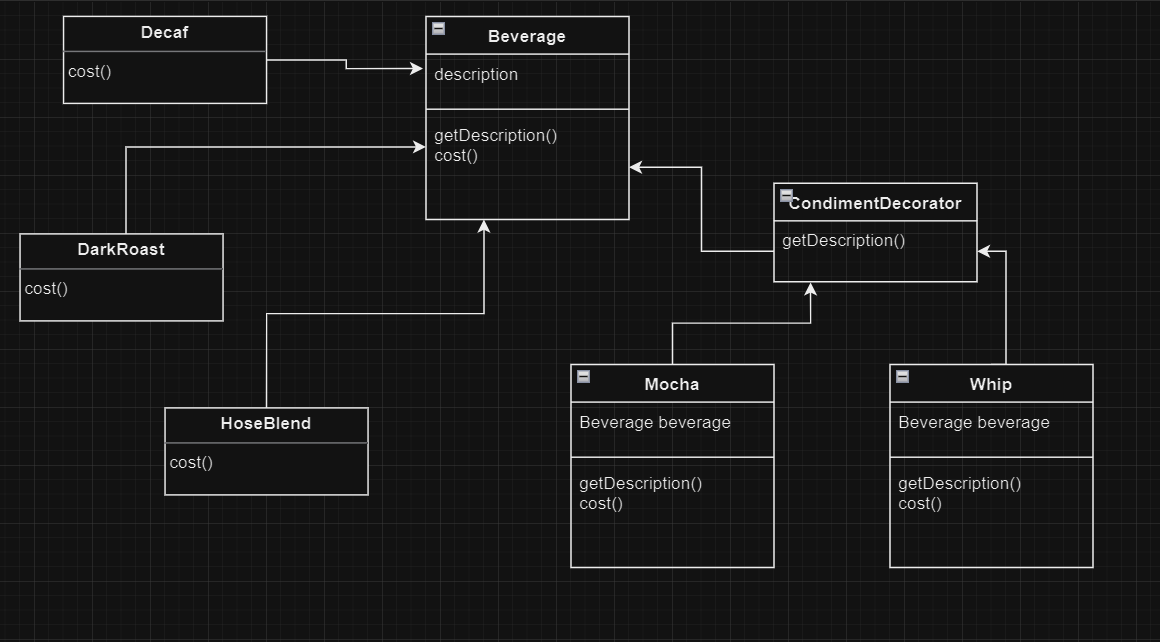 Decaf
cost()
Beverage
description
getDescription()
cost()
DarkRoast
cost()
CondimentDecorator
getDescription()
HoseBlend
cost()
Mocha
Beverage beverage
getDescription()
cost()
Whip
Beverage beverage
getDescription()
cost()